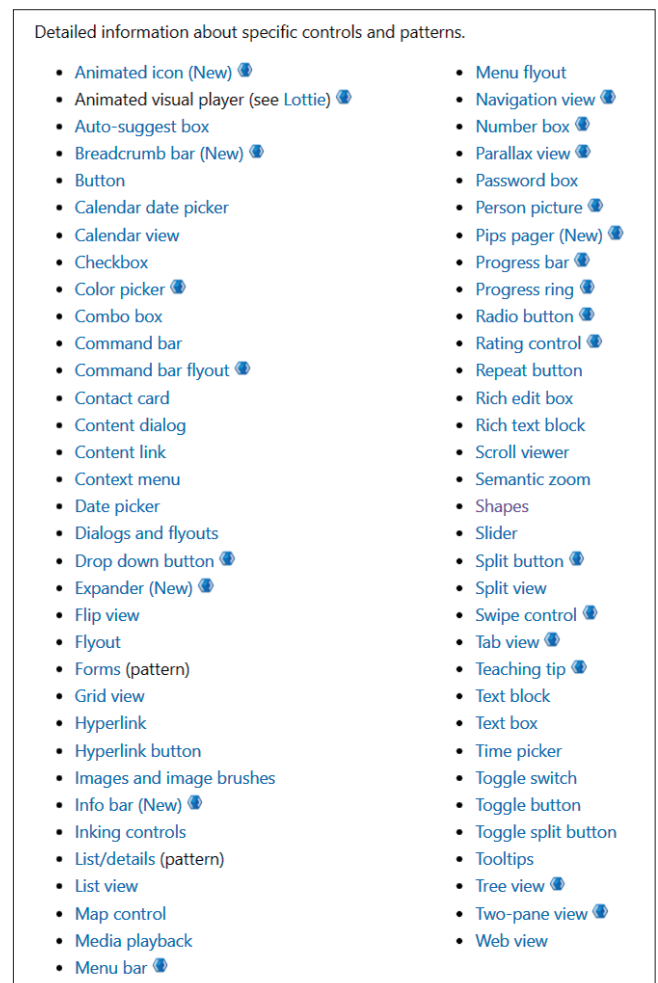 Detailed information about specific controls and patterns.
• Animated icon (New)
• Animated visual player (see Lottie)
• Auto-suggest box
• Breadcrumb bar (New)
• Button
• Calendar date picker
• Calendar view
• Checkbox
• Color picker
• Combo box
• Command bar
• Command bar flyout
• Contact card
• Content dialog
• Content link
• Context menu
• Date picker
• Dialogs and flyouts
• Drop down button
• Expander (New)
• Flip view
• Flyout
• Forms (pattern)
• Grid view
• Hyperlink
• Hyperlink button
• Images and image brushes
• Info bar (New)
• Inking controls
• List/details (pattern)
• List view
• Map control
• Media playback
• Menu bar
• Menu flyout
• Navigation view
• Number box
• Parallax view
• Password box
• Person picture
• Pips pager (New)
• Progress bar
• Progress ring
• Radio button
• Rating control
• Repeat button
• Rich edit box
• Rich text block
• Scroll viewer
• Semantic zoom
• Shapes
• Slider
• Split button
• Split view
• Swipe control
• Tab view
• Teaching tip
• Text block
• Text box
• Time picker
• Toggle switch
• Toggle button
• Toggle split button
• Tooltips
• Tree view
• Two-pane view
• Web view